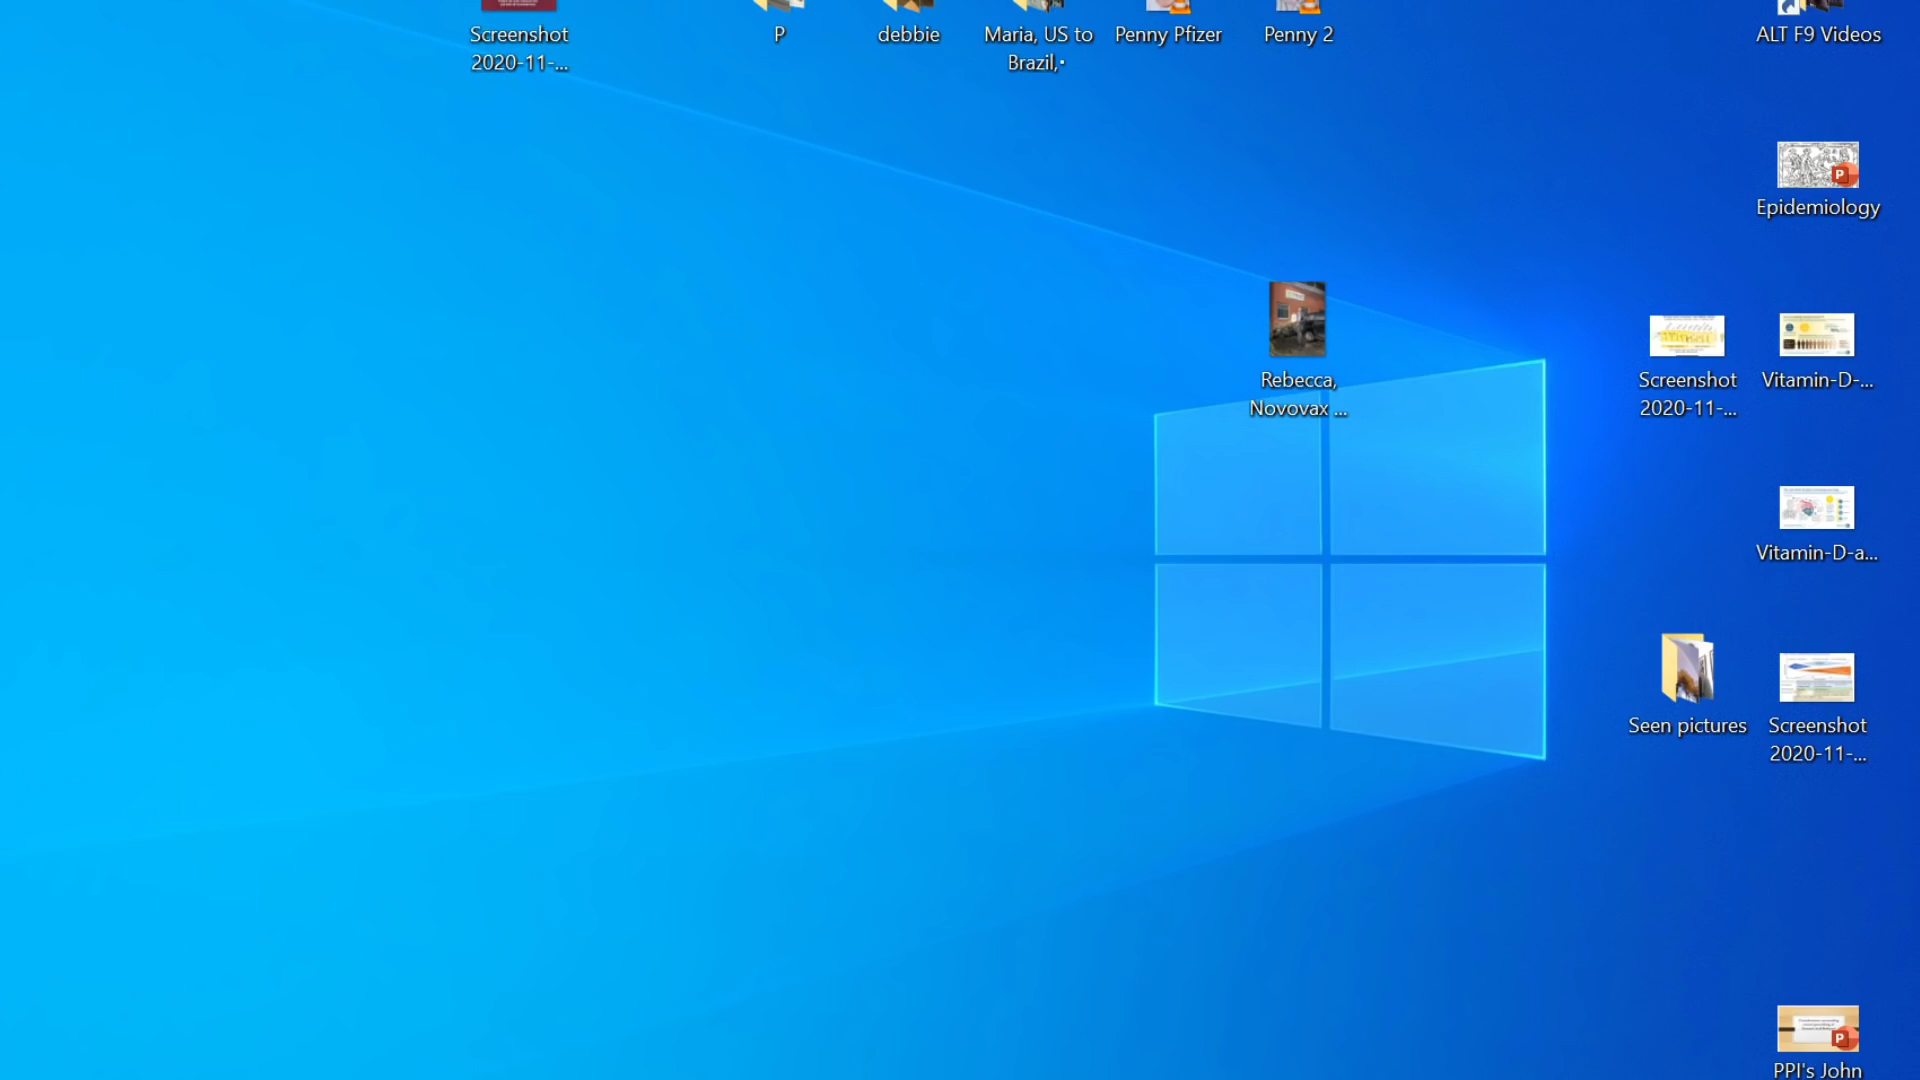 Screenshot
2020-11-...
P
debbie
Maria, US to
Brazil,•
Penny Pfizer
Penny 2
ALT F9 Videos
Epidemiology
Rebecca,
Novovax ...
Screenshot
2020-11-...
Vitamin-D-...
Vitamin-D-a...
Seen pictures
Screenshot
2020-11-...
PPI's John